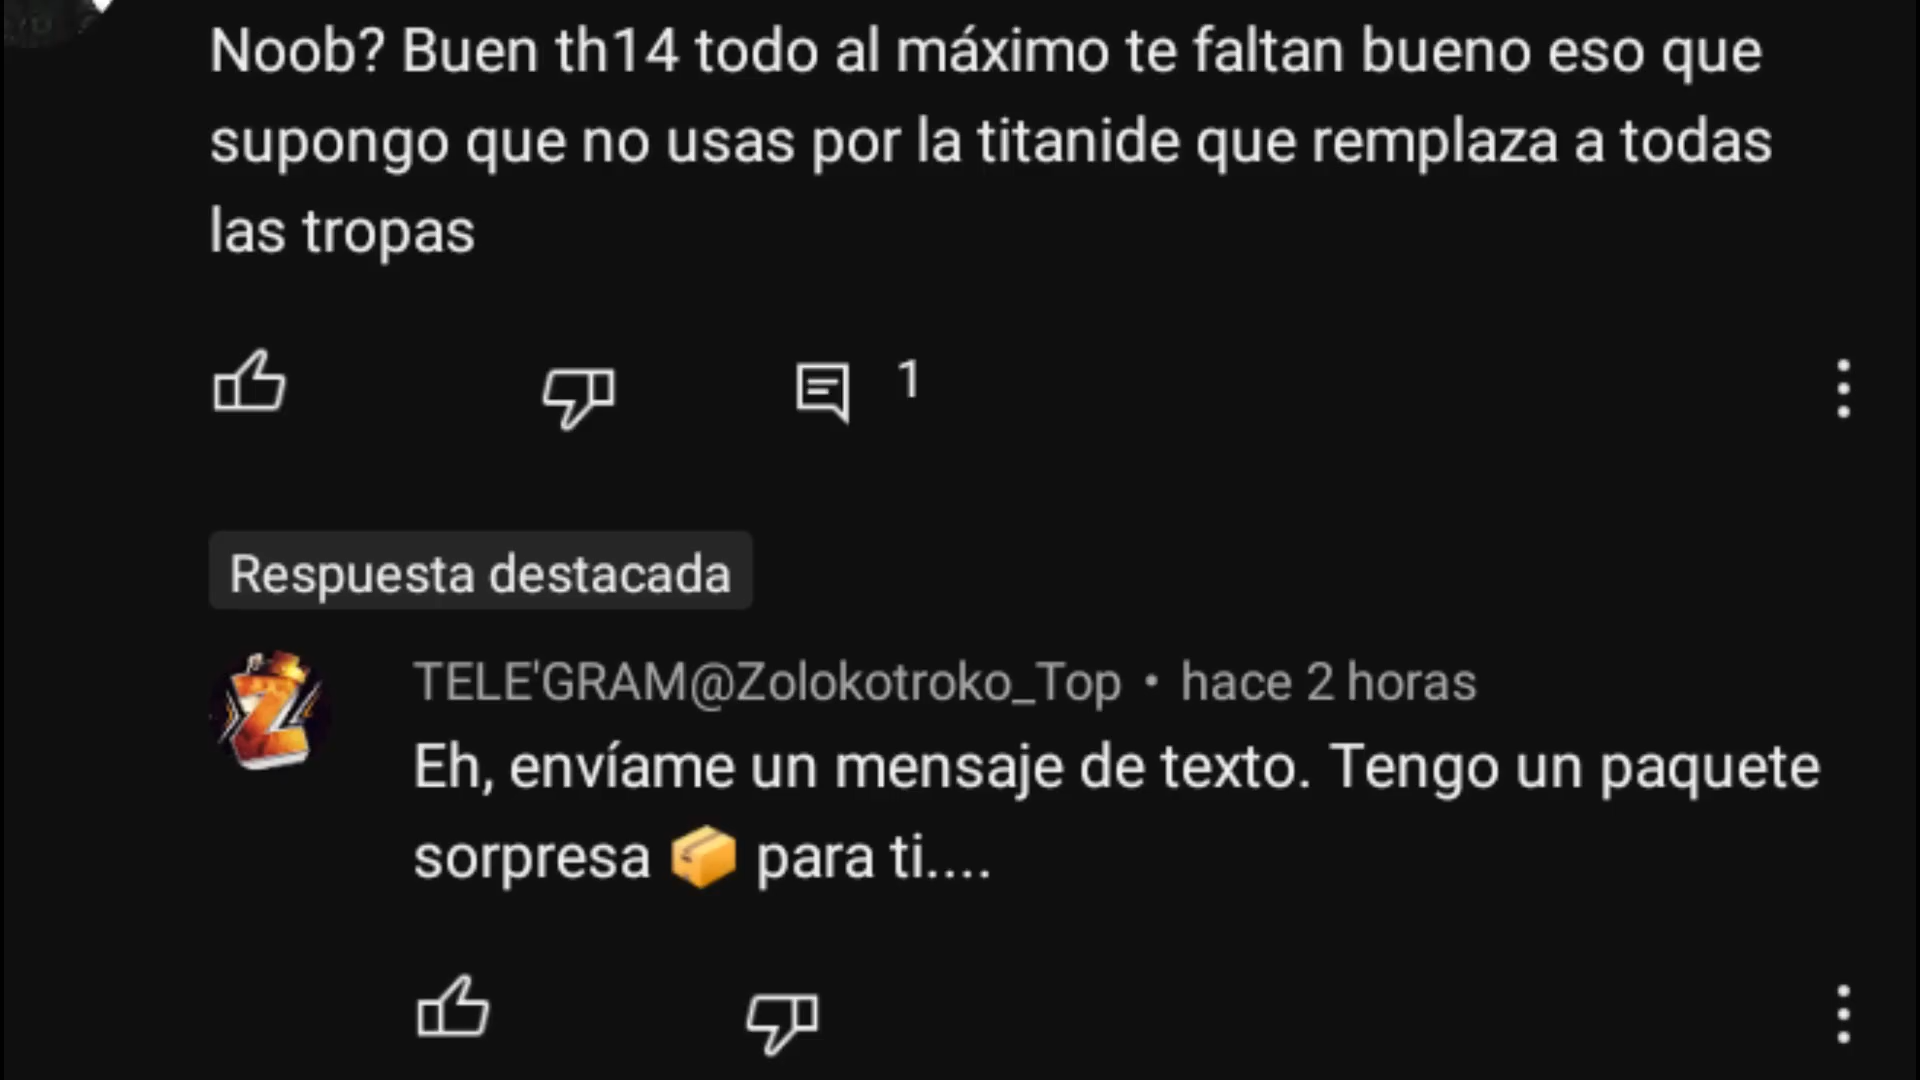 Noob? Buen th14 todo al máximo te faltan bueno eso que
supongo que no usas por la titanide que remplaza a todas
las tropas
1
Respuesta destacada
TELE'GRAM@Zolokotroko_Top • hace 2 horas
Eh, envíame un mensaje de texto. Tengo un paquete
sorpresa 📦 para ti....